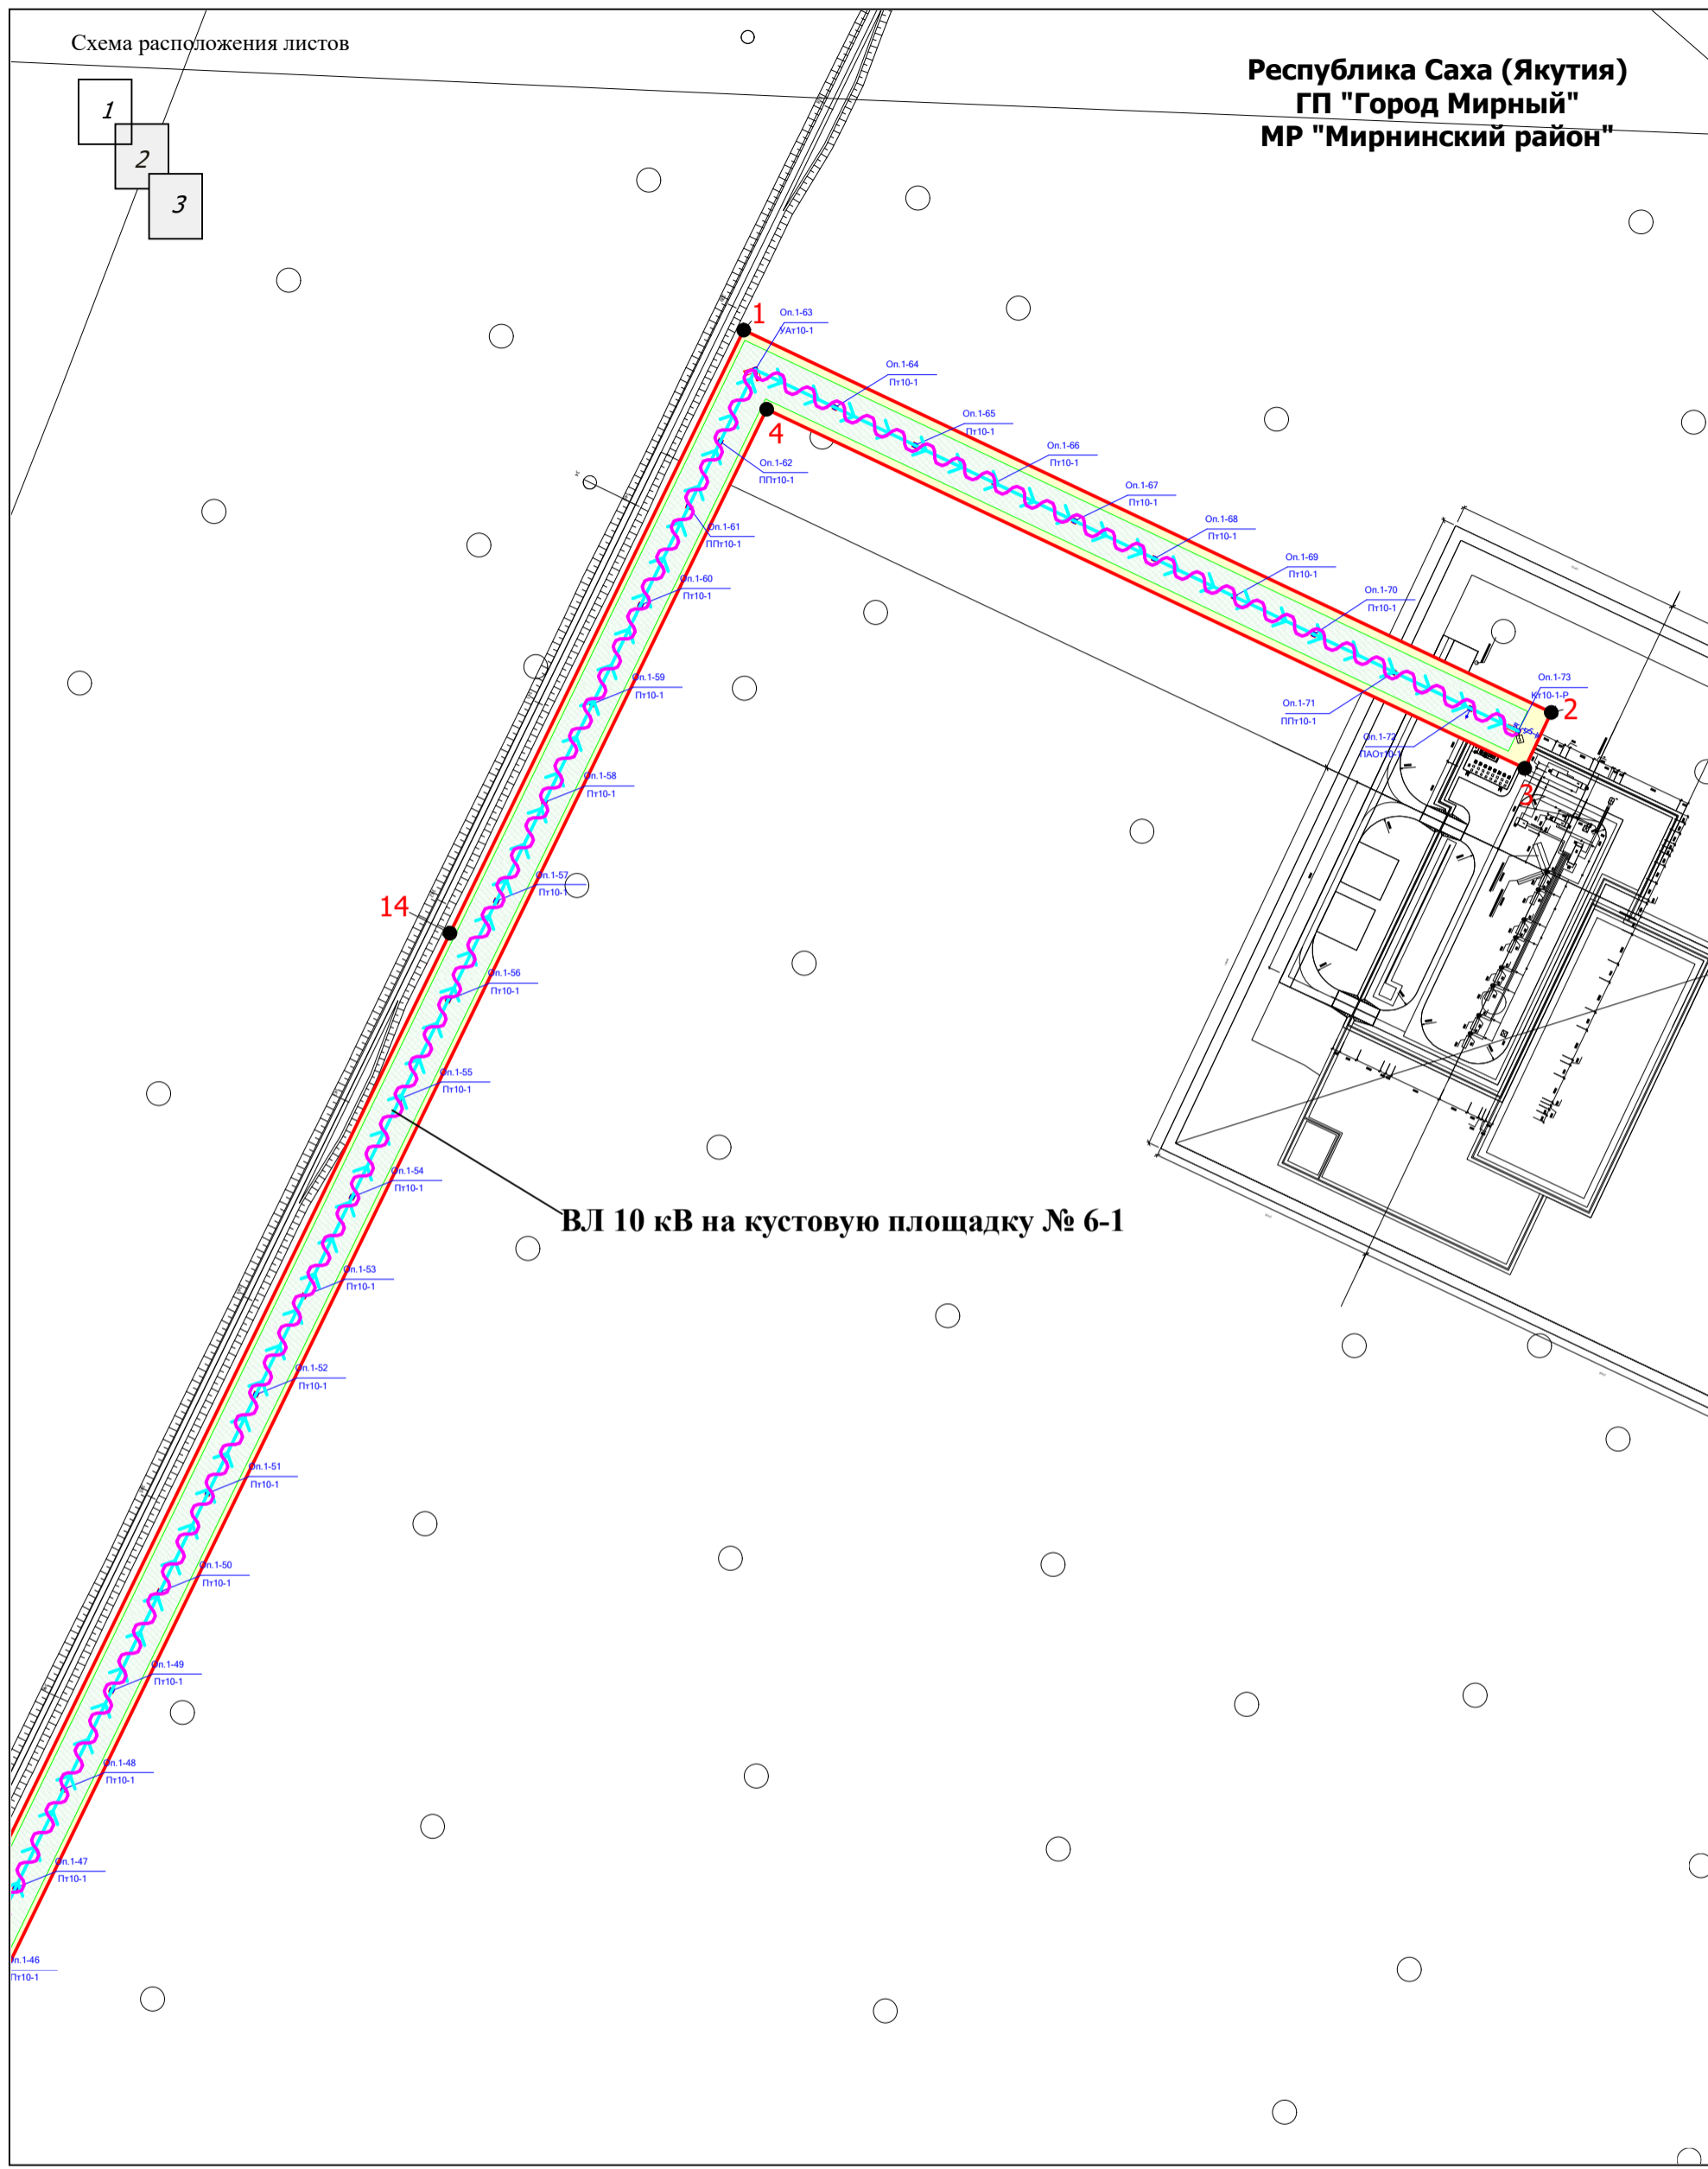 Схема расположения листов
1
2
3
Республика Саха (Якутия)
ГП "Город Мирный"
МР "Мирнинский район"
1
Оп.1-63
УАт10-1
Оп.1-64
Пт10-1
4
Оп.1-65
Пт10-1
Оп.1-66
Пт10-1
Оп.1-62
ППт10-1
Оп.1-67
Пт10-1
Оп.1-68
Пт10-1
Оп.1-61
ППт10-1
Оп.1-69
Пт10-1
Оп.1-60
Пт10-1
Оп.1-70
Пт10-1
Оп.1-59
Пт10-1
Оп.1-73
Кт10-1-Р
2
Оп.1-71
ППт10-1
Оп.1-72
ПАОт10-1
3
Оп.1-58
Пт10-1
Оп.1-57
Пт10-1
14
Оп.1-56
Пт10-1
Оп.1-55
Пт10-1
Оп.1-54
Пт10-1
ВЛ 10 кВ на кустовую площадку № 6-1
Оп.1-53
Пт10-1
Оп.1-52
Пт10-1
Оп.1-51
Пт10-1
Оп.1-50
Пт10-1
Оп.1-49
Пт10-1
Оп.1-48
Пт10-1
Оп.1-47
Пт10-1
п.1-46
Пт10-1